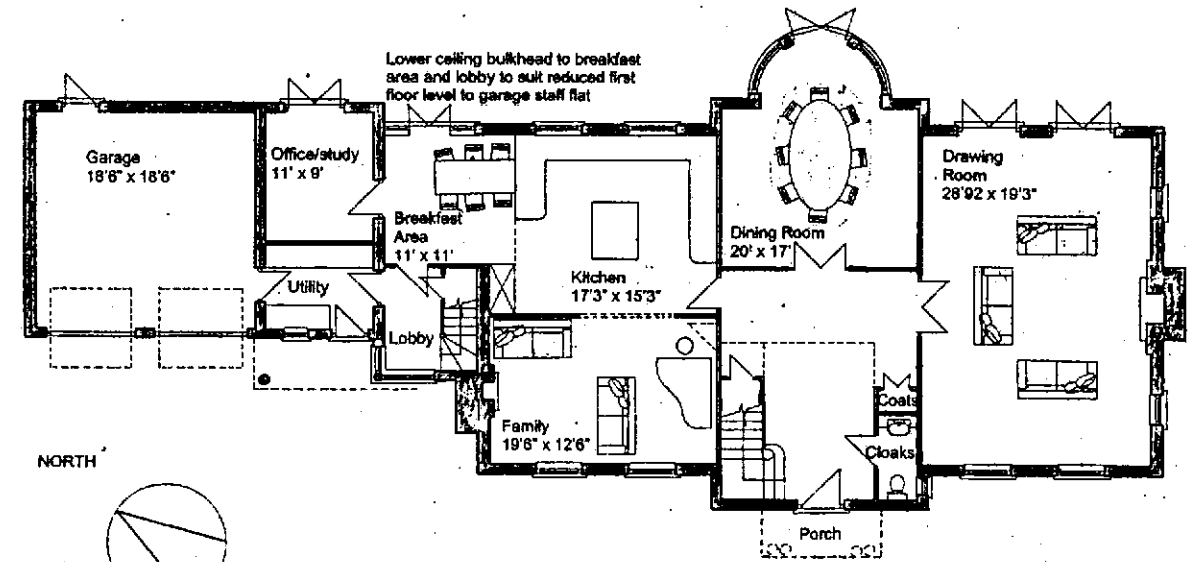 Lower ceiling bulkhead to breakfast
area and lobby to suit reduced first
floor level to garage staff flat
Garage
18'6" x 18'6"
Office/study
11' x 9'
Breakfast
Area
11' x 11'
Kitchen
17'3" x 15'3"
Dining Room
20' x 17'
Drawing
Room
28'92 x 19'3"
Utility
Lobby
Family
19'6" x 12'6"
Coats
Cloaks
Porch
NORTH